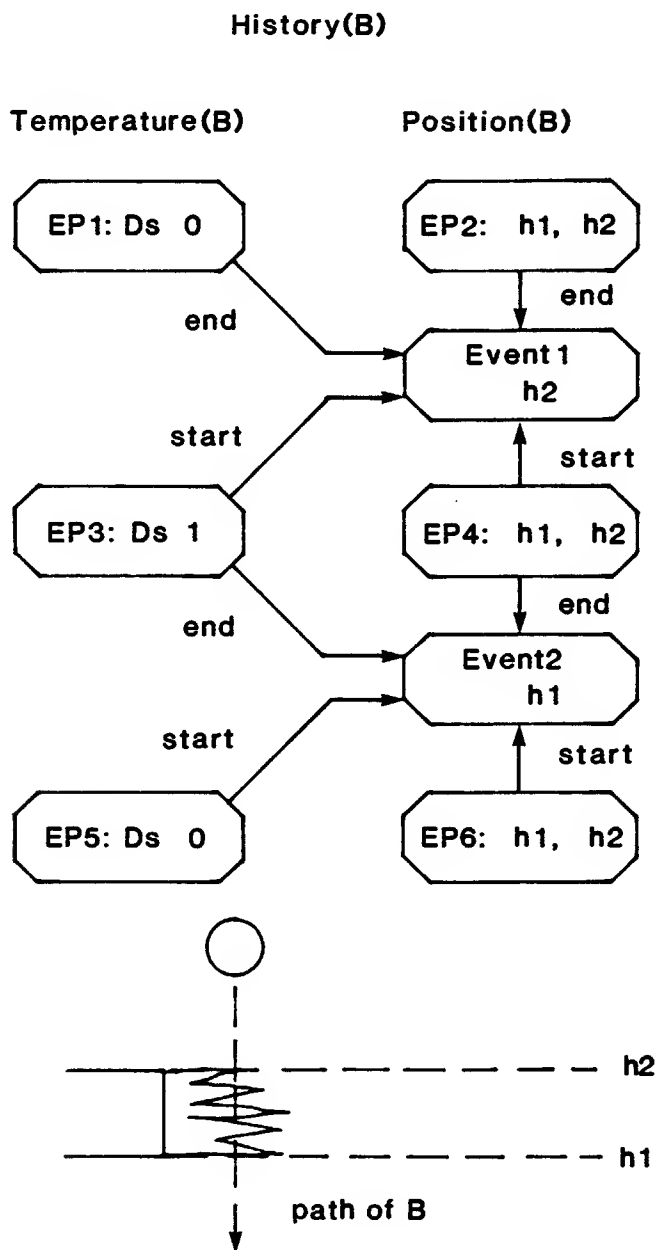 History(B)
Temperature(B) Position(B)
EP1: Ds 0 EP2: h1, h2
end end
Event1
h2
start start
EP3: Ds 1 EP4: h1, h2
end end
Event2
h1
start start
EP5: Ds 0 EP6: h1, h2
h2
h1
path of B